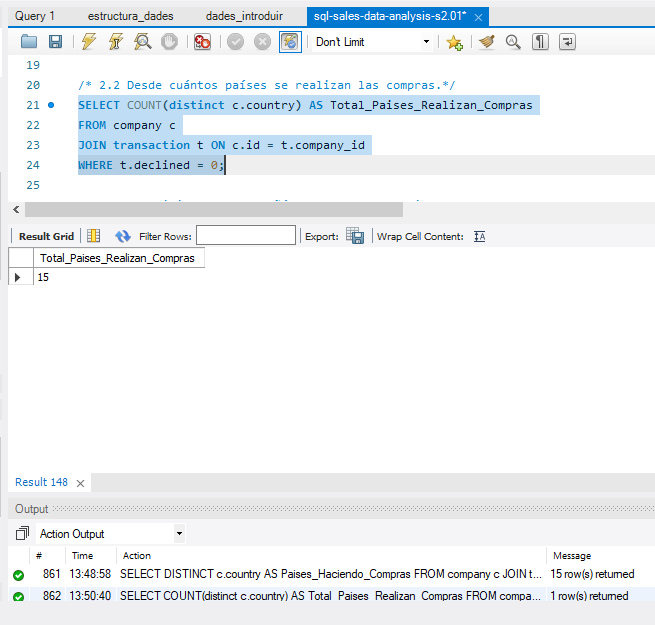 Query 1 estructura_dades dades_introduir sql-sales-data-analysis-s2.01*
Don't Limit
19
20 /* 2.2 Desde cuántos países se realizan las compras.*/
21 SELECT COUNT(distinct c.country) AS Total_Paises_Realizan_Compras
22 FROM company c
23 JOIN transaction t ON c.id = t.company_id
24 WHERE t.declined = 0;
25
Result Grid Filter Rows: Export: Wrap Cell Content: IA
Total_Paises_Realizan_Compras
15
Result 148
Output
Action Output
# Time Action Message
861 13:48:58 SELECT DISTINCT c.country AS Paises_Haciendo_Compras FROM company c JOIN t... 15 row(s) returned
862 13:50:40 SELECT COUNT(distinct c.country) AS Total_Paises_Realizan_Compras FROM compa... 1 row(s) returned